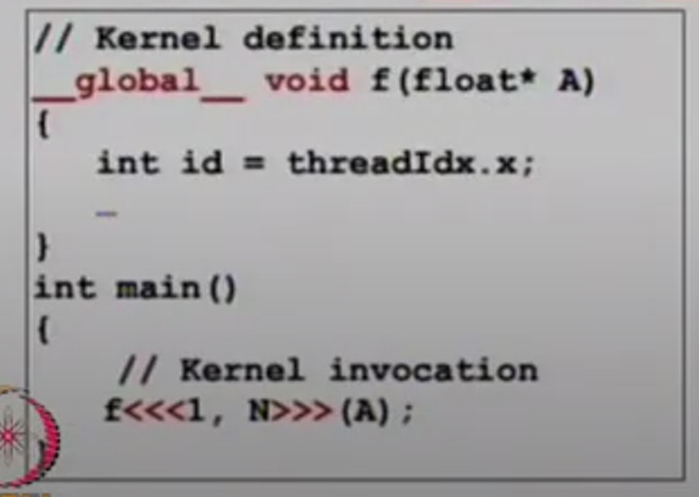 // Kernel definition
__global__ void f(float* A)
{
int id = threadIdx.x;
}
int main()
{
// Kernel invocation
f<<<1, N>>>(A);
}